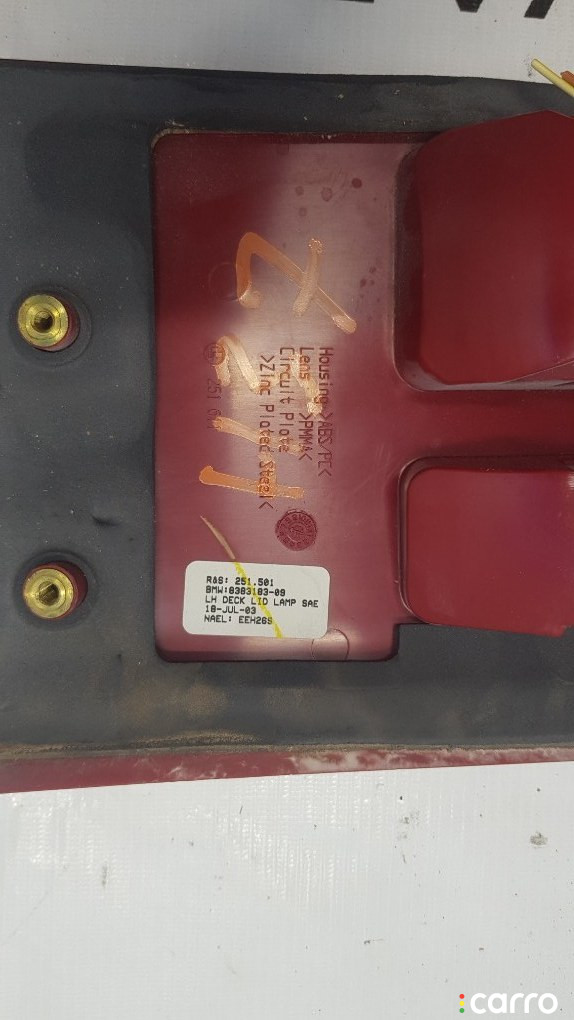 Housing >ABS/PC<
Lens >PMMA<
Circuit Plate
>Zinc Plated Steel<
R&S: 251.501
BMW:8383183-09
LH DECK LID LAMP SAE
18-JUL-03
NAEL: EEH26S
carro